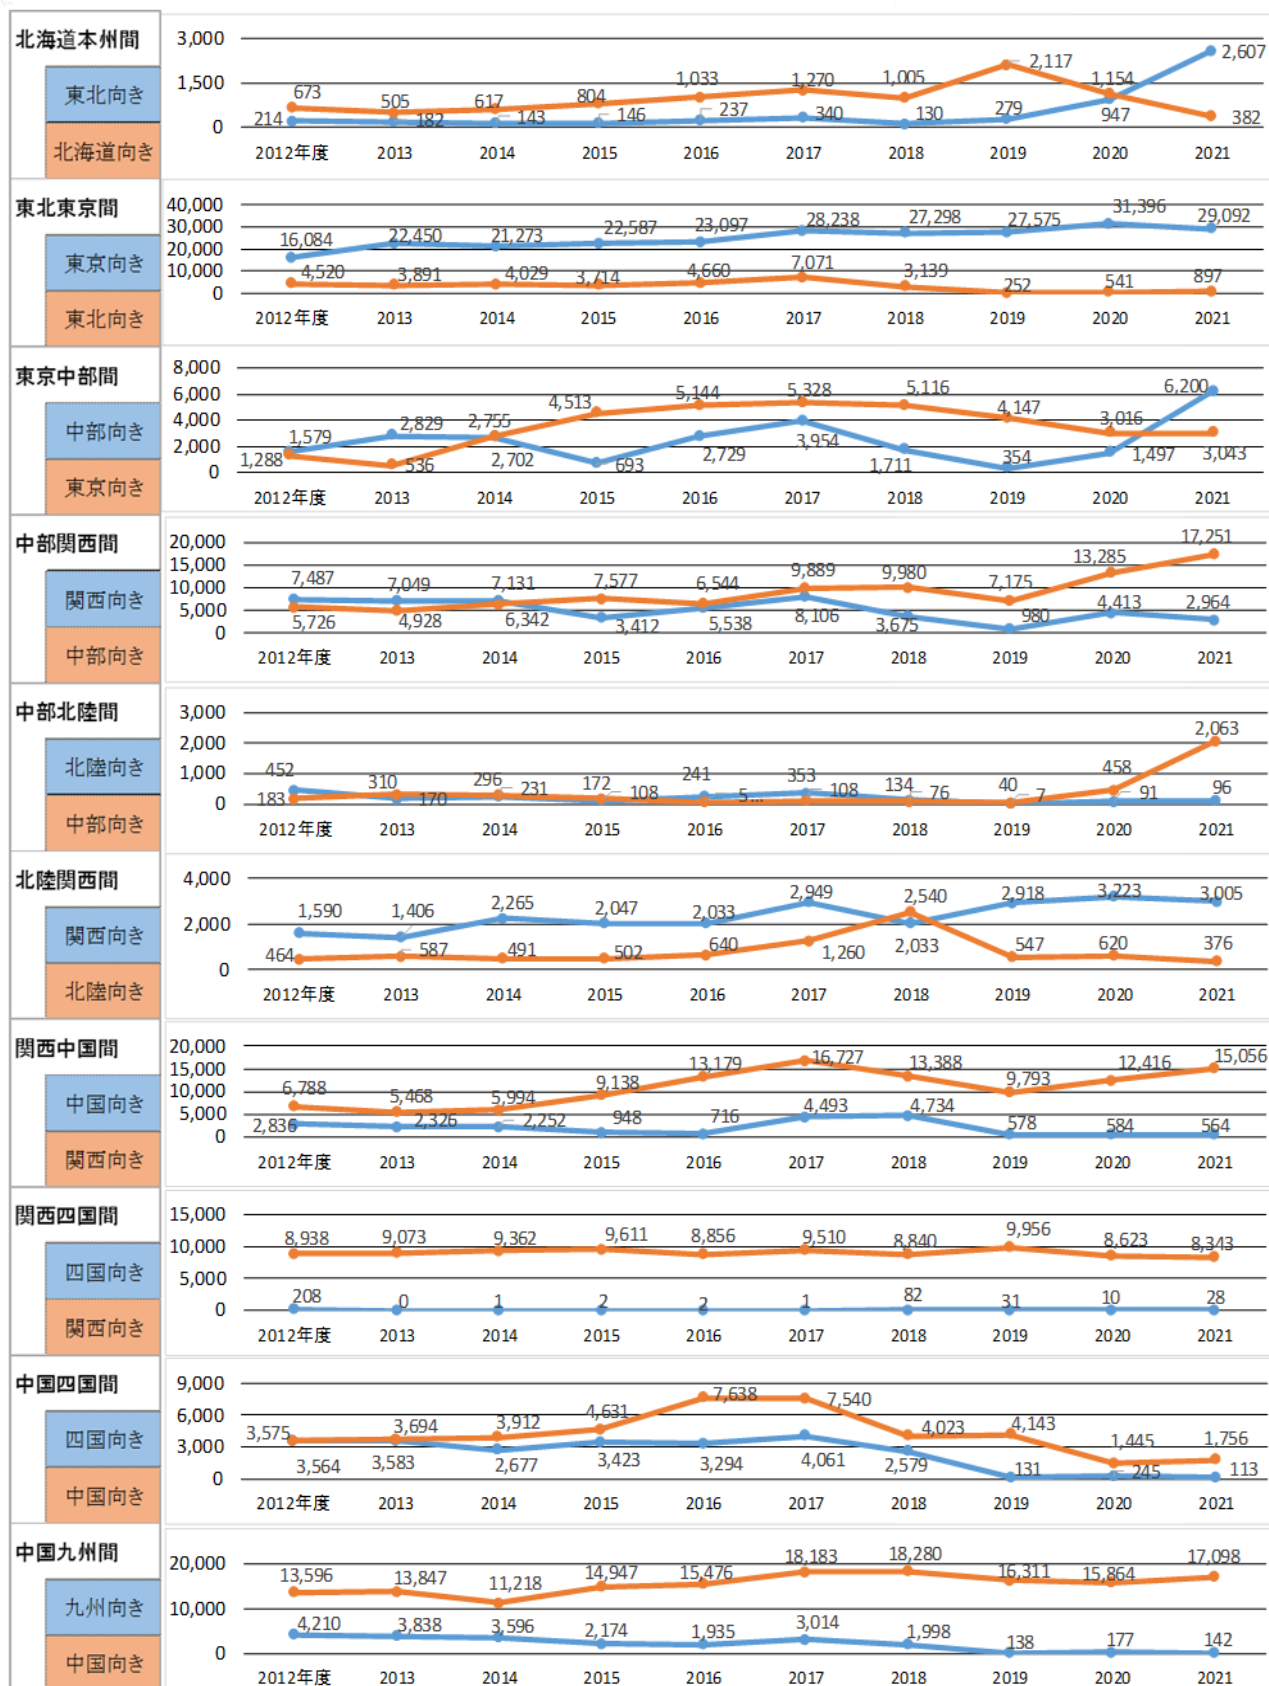 北海道本州間
東北向き
北海道向き
3,000
1,500
0
673 505 617 804 1,033 1,270 1,005 2,117 1,154 2,607
214 182 143 146 237 340 130 279 947 382
2012年度 2013 2014 2015 2016 2017 2018 2019 2020 2021
東北東京間
東京向き
東北向き
40,000
30,000
20,000
10,000
0
16,084 22,450 21,273 22,587 23,097 28,238 27,298 27,575 31,396 29,092
4,520 3,891 4,029 3,714 4,660 7,071 3,139 252 541 897
2012年度 2013 2014 2015 2016 2017 2018 2019 2020 2021
東京中部間
中部向き
東京向き
8,000
6,000
4,000
2,000
0
1,579 2,829 2,755 4,513 5,144 5,328 5,116 4,147 3,016 6,200
1,288 536 2,702 693 2,729 3,954 1,711 354 1,497 3,043
2012年度 2013 2014 2015 2016 2017 2018 2019 2020 2021
中部関西間
関西向き
中部向き
20,000
15,000
10,000
5,000
0
7,487 7,049 7,131 7,577 6,544 9,889 9,980 7,175 13,285 17,251
5,726 4,928 6,342 3,412 5,538 8,106 3,675 980 4,413 2,964
2012年度 2013 2014 2015 2016 2017 2018 2019 2020 2021
中部北陸間
北陸向き
中部向き
3,000
2,000
1,000
0
452 310 296 172 241 353 134 40 458 2,063
183 170 231 108 5... 108 76 7 91 96
2012年度 2013 2014 2015 2016 2017 2018 2019 2020 2021
北陸関西間
関西向き
北陸向き
4,000
2,000
0
1,590 1,406 2,265 2,047 2,033 2,949 2,540 2,918 3,223 3,005
464 587 491 502 640 1,260 2,033 547 620 376
2012年度 2013 2014 2015 2016 2017 2018 2019 2020 2021
関西中国間
中国向き
関西向き
20,000
15,000
10,000
5,000
0
6,788 5,468 5,994 9,138 13,179 16,727 13,388 9,793 12,416 15,056
2,836 2,326 2,252 948 716 4,493 4,734 578 584 564
2012年度 2013 2014 2015 2016 2017 2018 2019 2020 2021
関西四国間
四国向き
関西向き
15,000
10,000
5,000
0
8,938 9,073 9,362 9,611 8,856 9,510 8,840 9,956 8,623 8,343
208 0 1 2 2 1 82 31 10 28
2012年度 2013 2014 2015 2016 2017 2018 2019 2020 2021
中国四国間
四国向き
中国向き
9,000
6,000
3,000
0
3,575 3,694 3,912 4,631 7,638 7,540 4,023 4,143 1,445 1,756
3,564 3,583 2,677 3,423 3,294 4,061 2,579 131 245 113
2012年度 2013 2014 2015 2016 2017 2018 2019 2020 2021
中国九州間
九州向き
中国向き
20,000
10,000
0
13,596 13,847 11,218 14,947 15,476 18,183 18,280 16,311 15,864 17,098
4,210 3,838 3,596 2,174 1,935 3,014 1,998 138 177 142
2012年度 2013 2014 2015 2016 2017 2018 2019 2020 2021